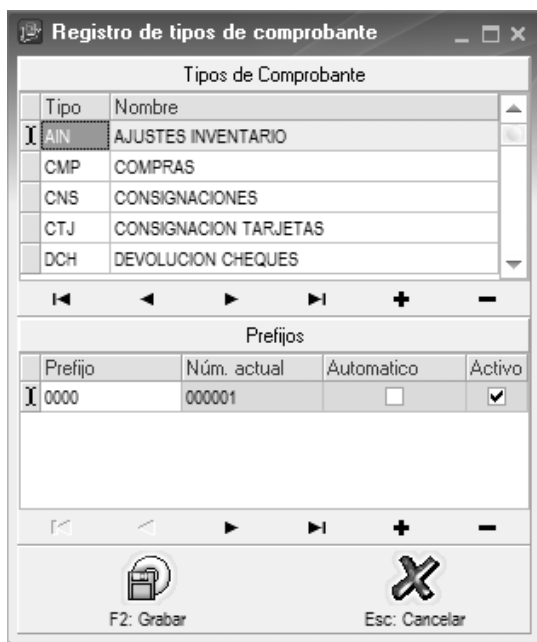 Registro de tipos de comprobante
Tipos de Comprobante
Tipo Nombre
AIN AJUSTES INVENTARIO
CMP COMPRAS
CNS CONSIGNACIONES
CTJ CONSIGNACION TARJETAS
DCH DEVOLUCION CHEQUES
Prefijos
Prefijo Núm. actual Automatico Activo
0000 000001
F2: Grabar Esc: Cancelar